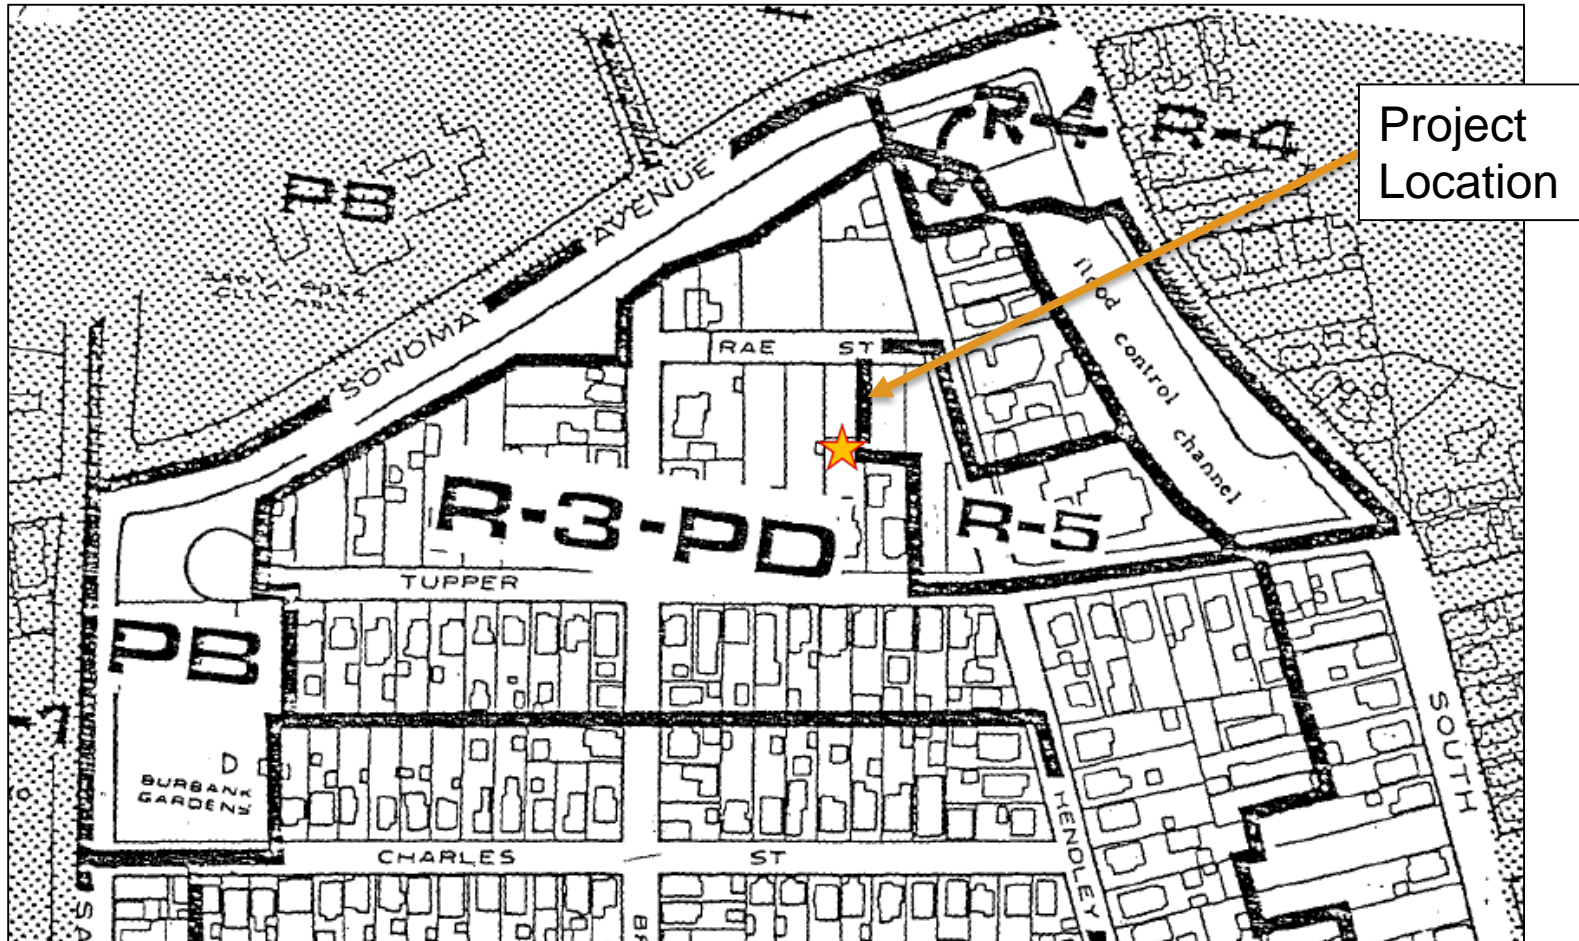 Project
Location
PB
R-4
R-4
SONOMA AVENUE
flood control channel
RAE ST
R-3-PD
R-5
TUPPER
PB
SOUTH
BURBANK
GARDENS
HENDLEY
CHARLES ST
SA